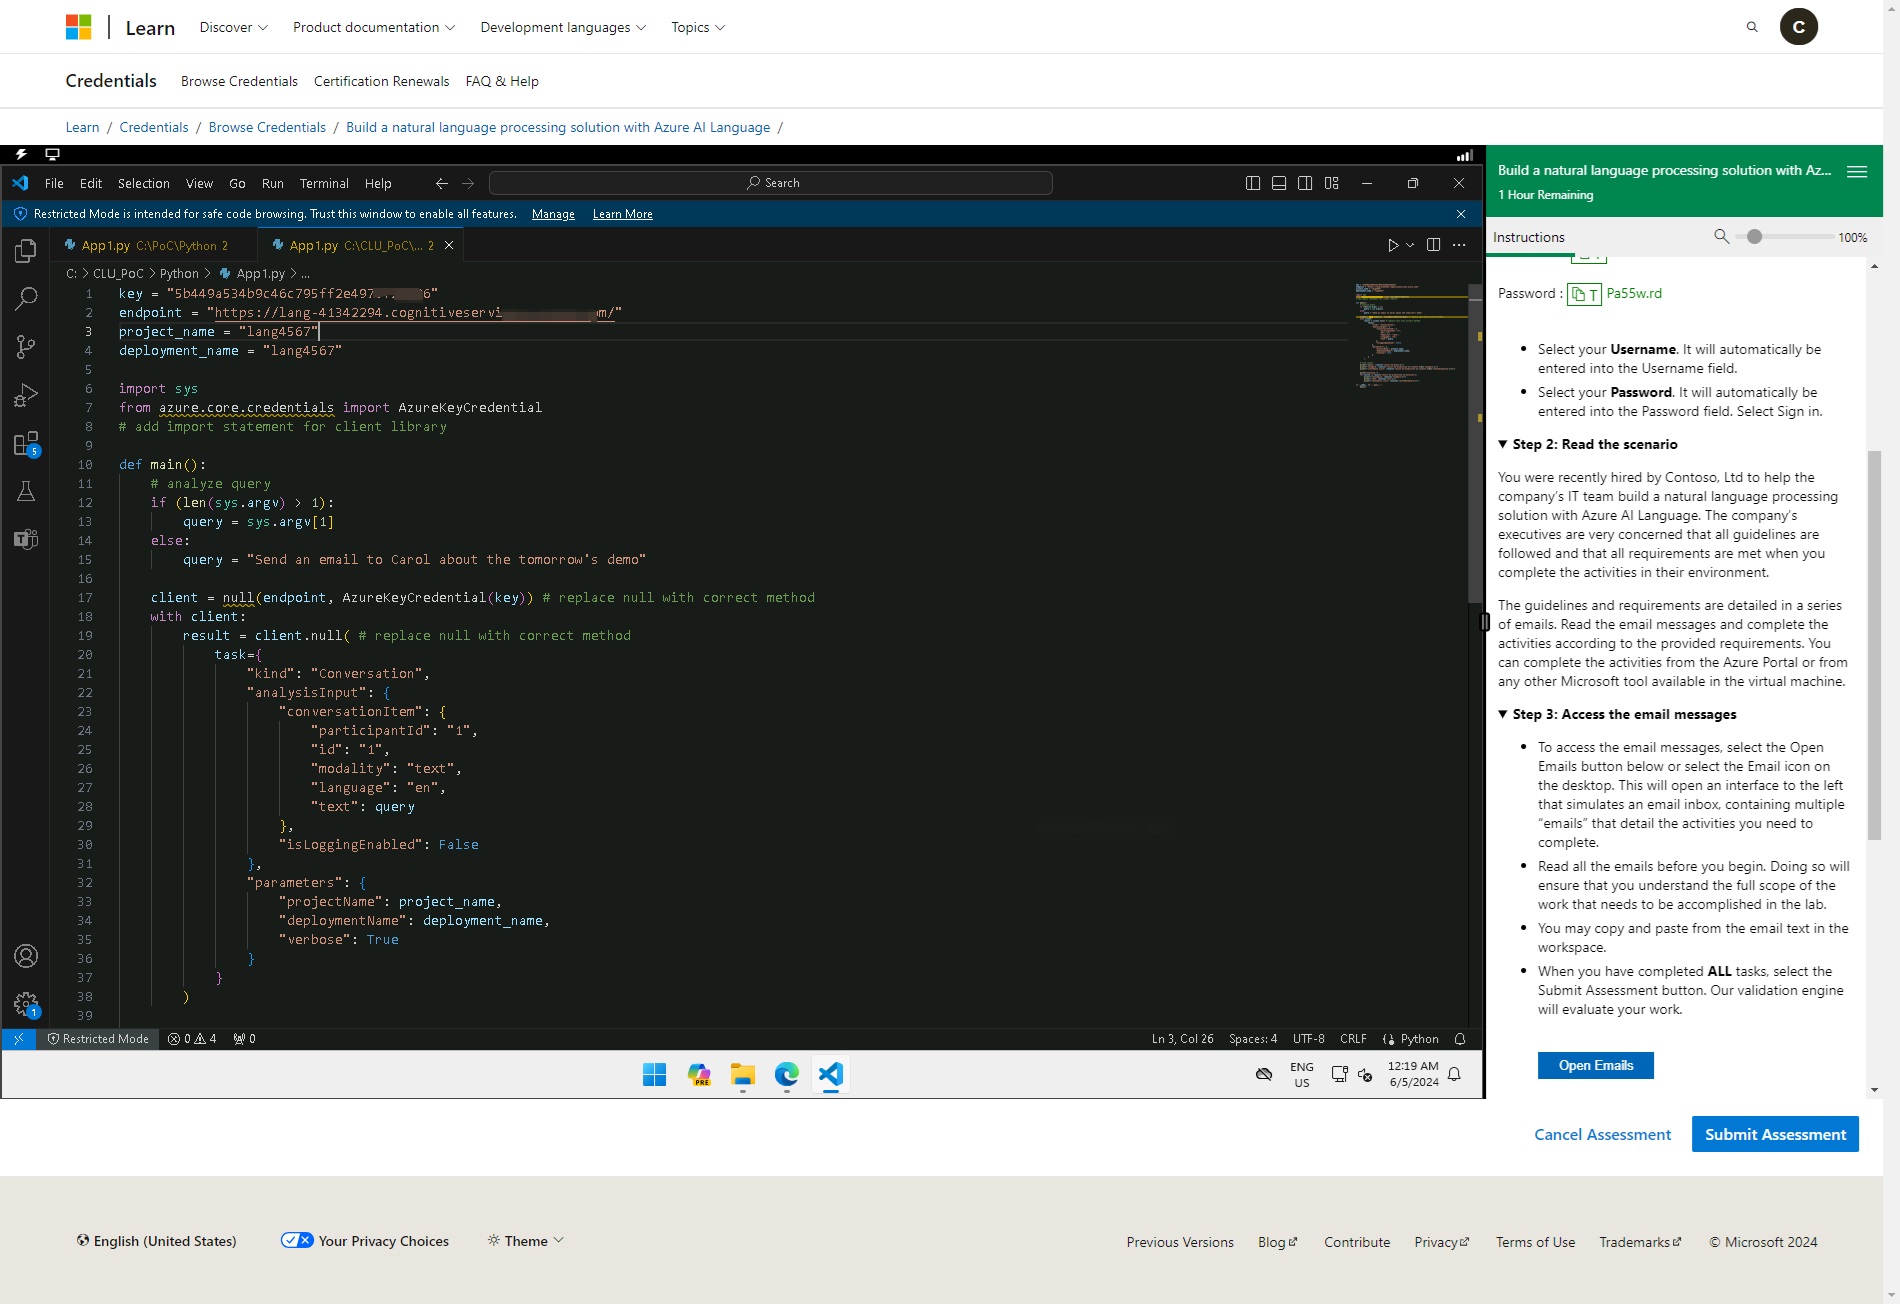 Learn Discover Product documentation Development languages Topics C
Credentials Browse Credentials Certification Renewals FAQ & Help
Learn / Credentials / Browse Credentials / Build a natural language processing solution with Azure AI Language /
File Edit Selection View Go Run Terminal Help Search
Restricted Mode is intended for safe code browsing. Trust this window to enable all features. Manage Learn More
App1.py C:\PoC\Python 2 App1.py C:\CLU_PoC\... 2
C: > CLU_PoC > Python > App1.py > ...
1 key = "5b449a534b9c46c795ff2e497 6"
2 endpoint = "https://lang-41342294.cognitiveservi m/"
3 project_name = "lang4567"
4 deployment_name = "lang4567"
5
6 import sys
7 from azure.core.credentials import AzureKeyCredential
8 # add import statement for client library
9
10 def main():
11 # analyze query
12 if (len(sys.argv) > 1):
13 query = sys.argv[1]
14 else:
15 query = "Send an email to Carol about the tomorrow's demo"
16
17 client = null(endpoint, AzureKeyCredential(key)) # replace null with correct method
18 with client:
19 result = client.null( # replace null with correct method
20 task={
21 "kind": "Conversation",
22 "analysisInput": {
23 "conversationItem": {
24 "participantId": "1",
25 "id": "1",
26 "modality": "text",
27 "language": "en",
28 "text": query
29 },
30 "isLoggingEnabled": False
31 },
32 "parameters": {
33 "projectName": project_name,
34 "deploymentName": deployment_name,
35 "verbose": True
36 }
37 }
38 )
39
5
1
Restricted Mode 0 4 0 Ln 3, Col 26 Spaces: 4 UTF-8 CRLF Python
PRE
ENG
US
12:19 AM
6/5/2024
Build a natural language processing solution with Az...
1 Hour Remaining
Instructions 100%
Password : T Pa55w.rd
• Select your Username. It will automatically be
entered into the Username field.
• Select your Password. It will automatically be
entered into the Password field. Select Sign in.
▼ Step 2: Read the scenario
You were recently hired by Contoso, Ltd to help the
company's IT team build a natural language processing
solution with Azure AI Language. The company's
executives are very concerned that all guidelines are
followed and that all requirements are met when you
complete the activities in their environment.
The guidelines and requirements are detailed in a series
of emails. Read the email messages and complete the
activities according to the provided requirements. You
can complete the activities from the Azure Portal or from
any other Microsoft tool available in the virtual machine.
▼ Step 3: Access the email messages
• To access the email messages, select the Open
Emails button below or select the Email icon on
the desktop. This will open an interface to the left
that simulates an email inbox, containing multiple
“emails” that detail the activities you need to
complete.
• Read all the emails before you begin. Doing so will
ensure that you understand the full scope of the
work that needs to be accomplished in the lab.
• You may copy and paste from the email text in the
workspace.
• When you have completed ALL tasks, select the
Submit Assessment button. Our validation engine
will evaluate your work.
Open Emails
Cancel Assessment Submit Assessment
English (United States) Your Privacy Choices Theme
Previous Versions Blog Contribute Privacy Terms of Use Trademarks © Microsoft 2024